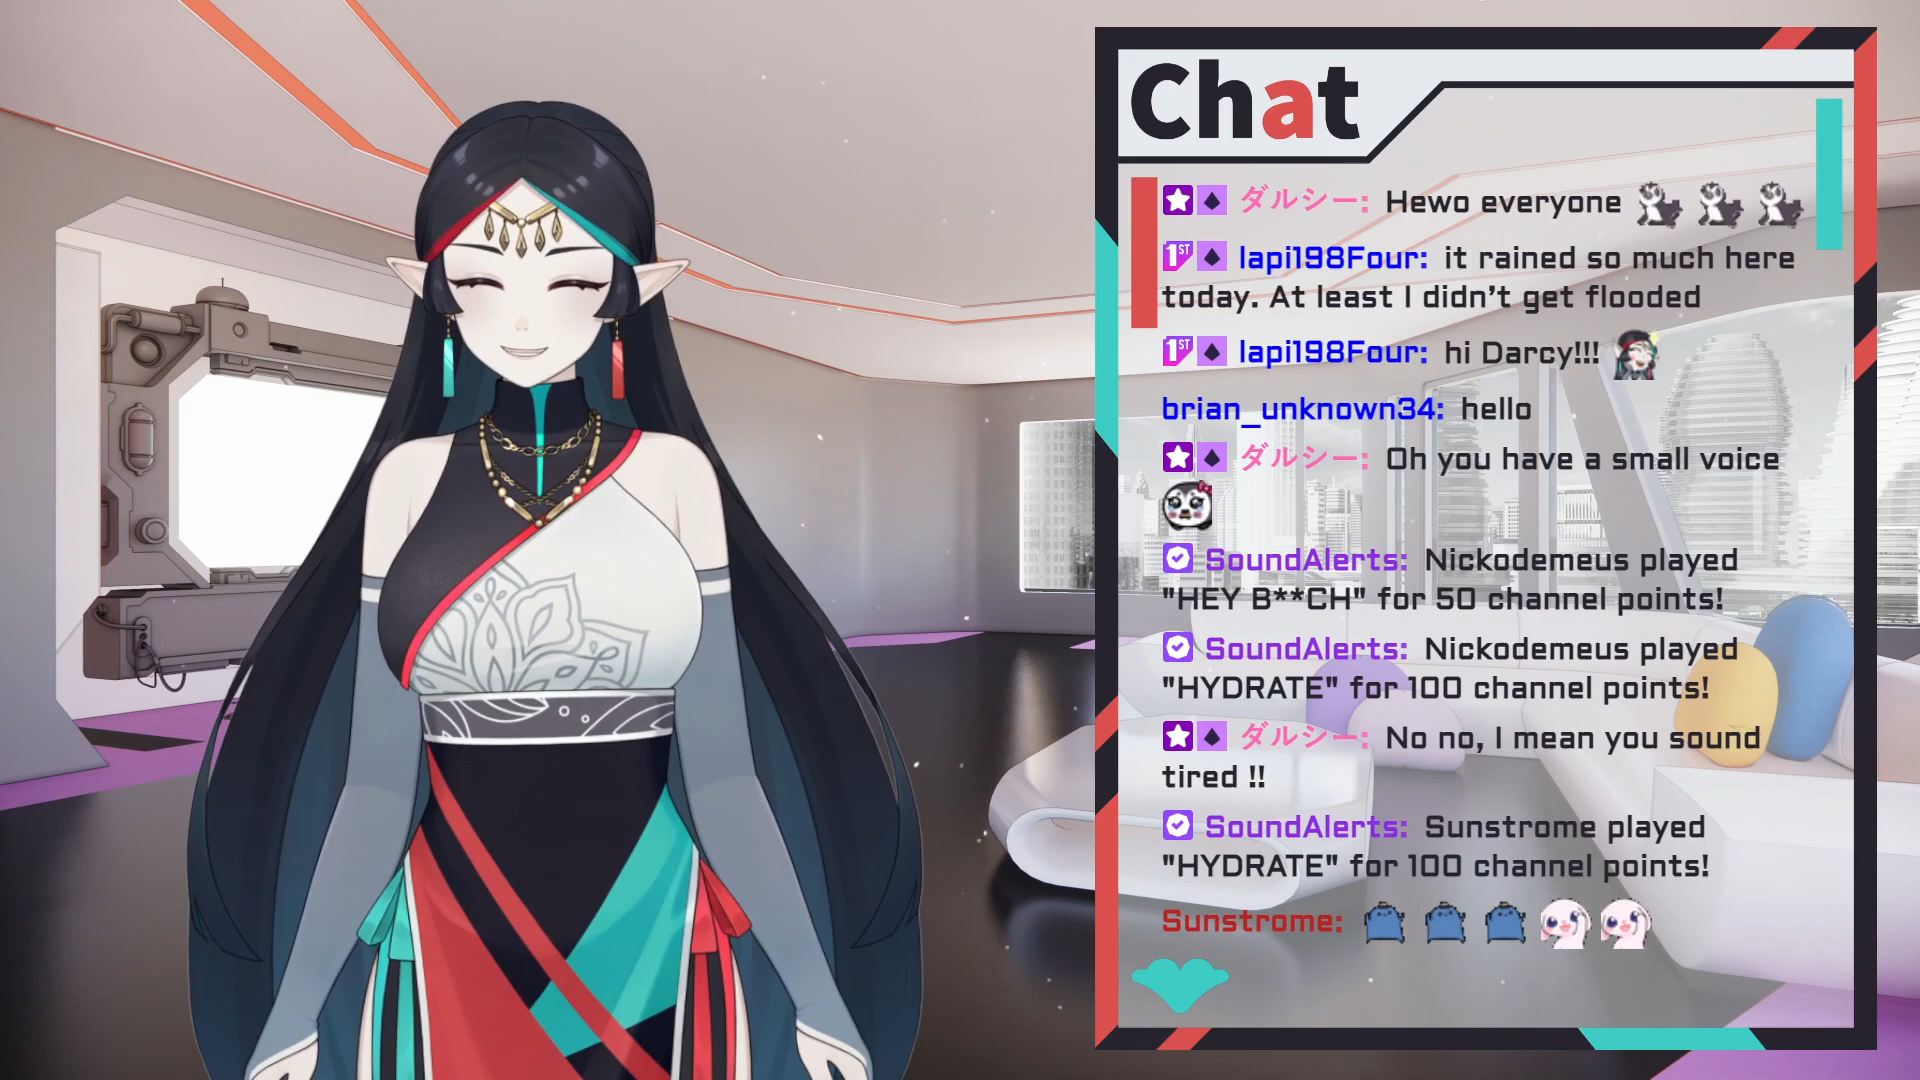 Chat
ダルシー: Hewo everyone
1ST lapi198Four: it rained so much here
today. At least I didn't get flooded
1ST lapi198Four: hi Darcy!!!
brian_unknown34: hello
ダルシー: Oh you have a small voice
SoundAlerts: Nickodemeus played
"HEY B**CH" for 50 channel points!
SoundAlerts: Nickodemeus played
"HYDRATE" for 100 channel points!
ダルシー: No no, I mean you sound
tired !!
SoundAlerts: Sunstrome played
"HYDRATE" for 100 channel points!
Sunstrome: